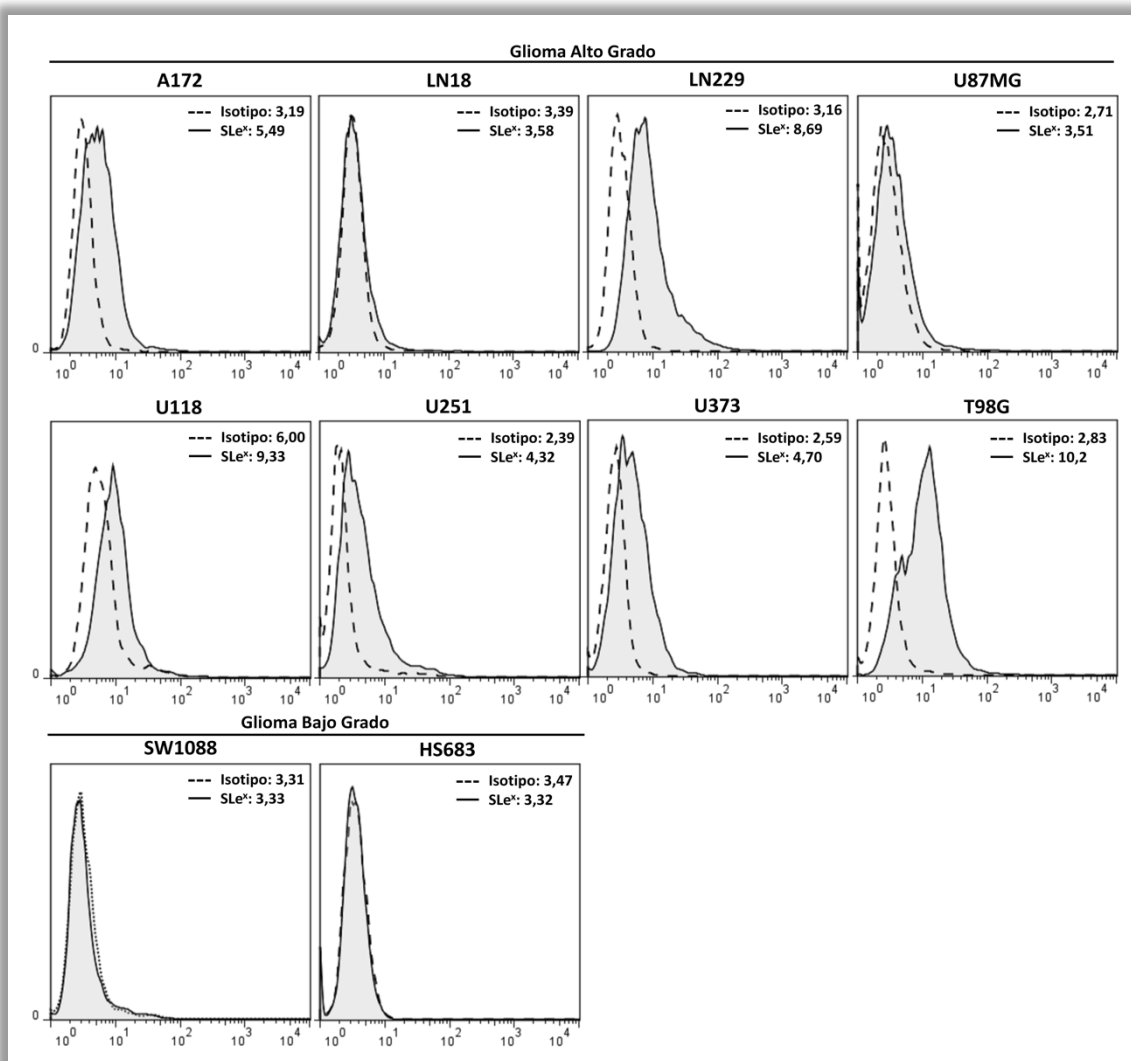 Glioma Alto Grado
A172 LN18 LN229 U87MG
Isotipo: 3,19
SLeˣ: 5,49
Isotipo: 3,39
SLeˣ: 3,58
Isotipo: 3,16
SLeˣ: 8,69
Isotipo: 2,71
SLeˣ: 3,51
0
10⁰ 10¹ 10² 10³ 10⁴
10⁰ 10¹ 10² 10³ 10⁴
10⁰ 10¹ 10² 10³ 10⁴
10⁰ 10¹ 10² 10³ 10⁴
U118 U251 U373 T98G
Isotipo: 6,00
SLeˣ: 9,33
Isotipo: 2,39
SLeˣ: 4,32
Isotipo: 2,59
SLeˣ: 4,70
Isotipo: 2,83
SLeˣ: 10,2
0
10⁰ 10¹ 10² 10³ 10⁴
10⁰ 10¹ 10² 10³ 10⁴
10⁰ 10¹ 10² 10³ 10⁴
10⁰ 10¹ 10² 10³ 10⁴
Glioma Bajo Grado
SW1088 HS683
Isotipo: 3,31
SLeˣ: 3,33
Isotipo: 3,47
SLeˣ: 3,32
0
10⁰ 10¹ 10² 10³ 10⁴
10⁰ 10¹ 10² 10³ 10⁴